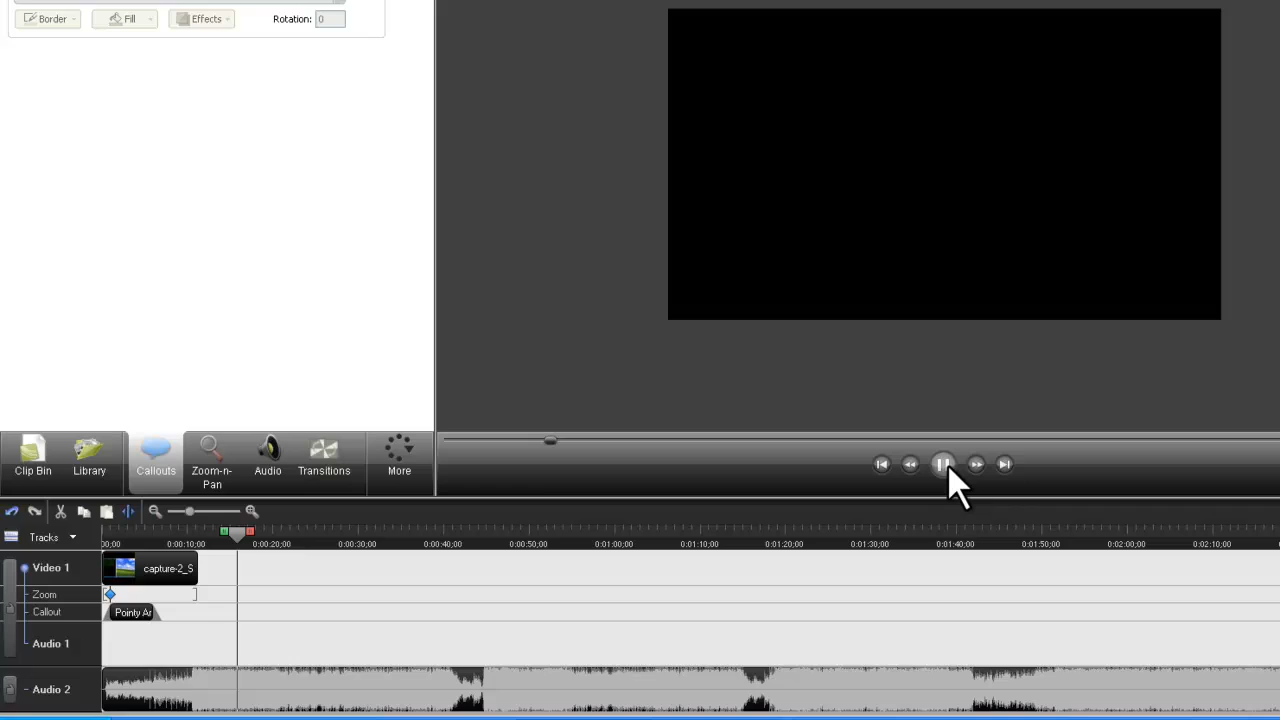 Border
Fill
Effects
Rotation: 0
Clip Bin
Library
Callouts
Zoom-n-
Pan
Audio
Transitions
More
Tracks
00;00 0:00:10;00 0:00:20;00 0:00:30;00 0:00:40;00 0:00:50;00 0:01:00;00 0:01:10;00 0:01:20;00 0:01:30;00 0:01:40;00 0:01:50;00 0:02:00;00 0:02:10;00
Video 1
capture-2_S
Zoom
Callout
Pointy Ar
Audio 1
Audio 2